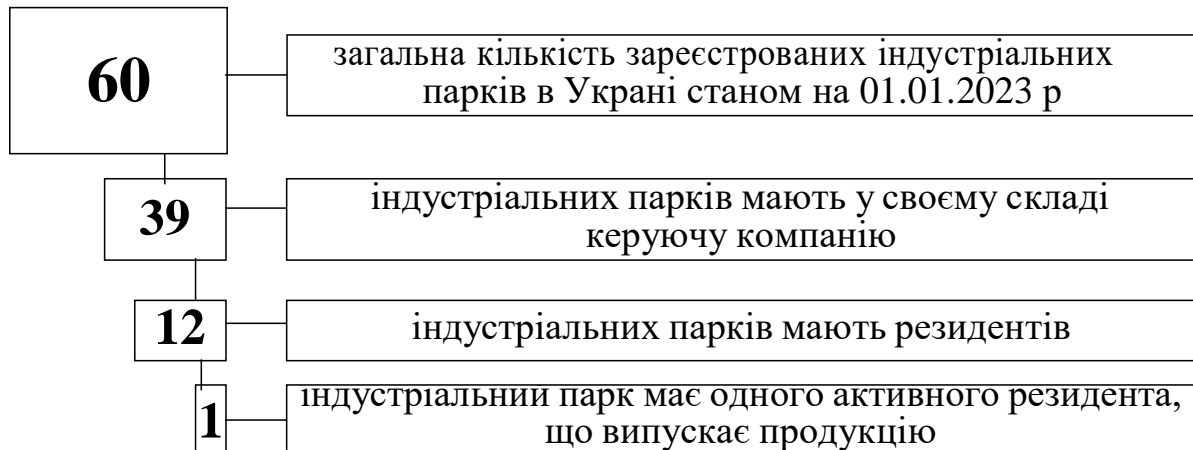 60
загальна кількість зареєстрованих індустріальних
парків в Украні станом на 01.01.2023 р
39
індустріальних парків мають у своєму складі
керуючу компанію
12
індустріальних парків мають резидентів
1
індустріальний парк має одного активного резидента,
що випускає продукцію